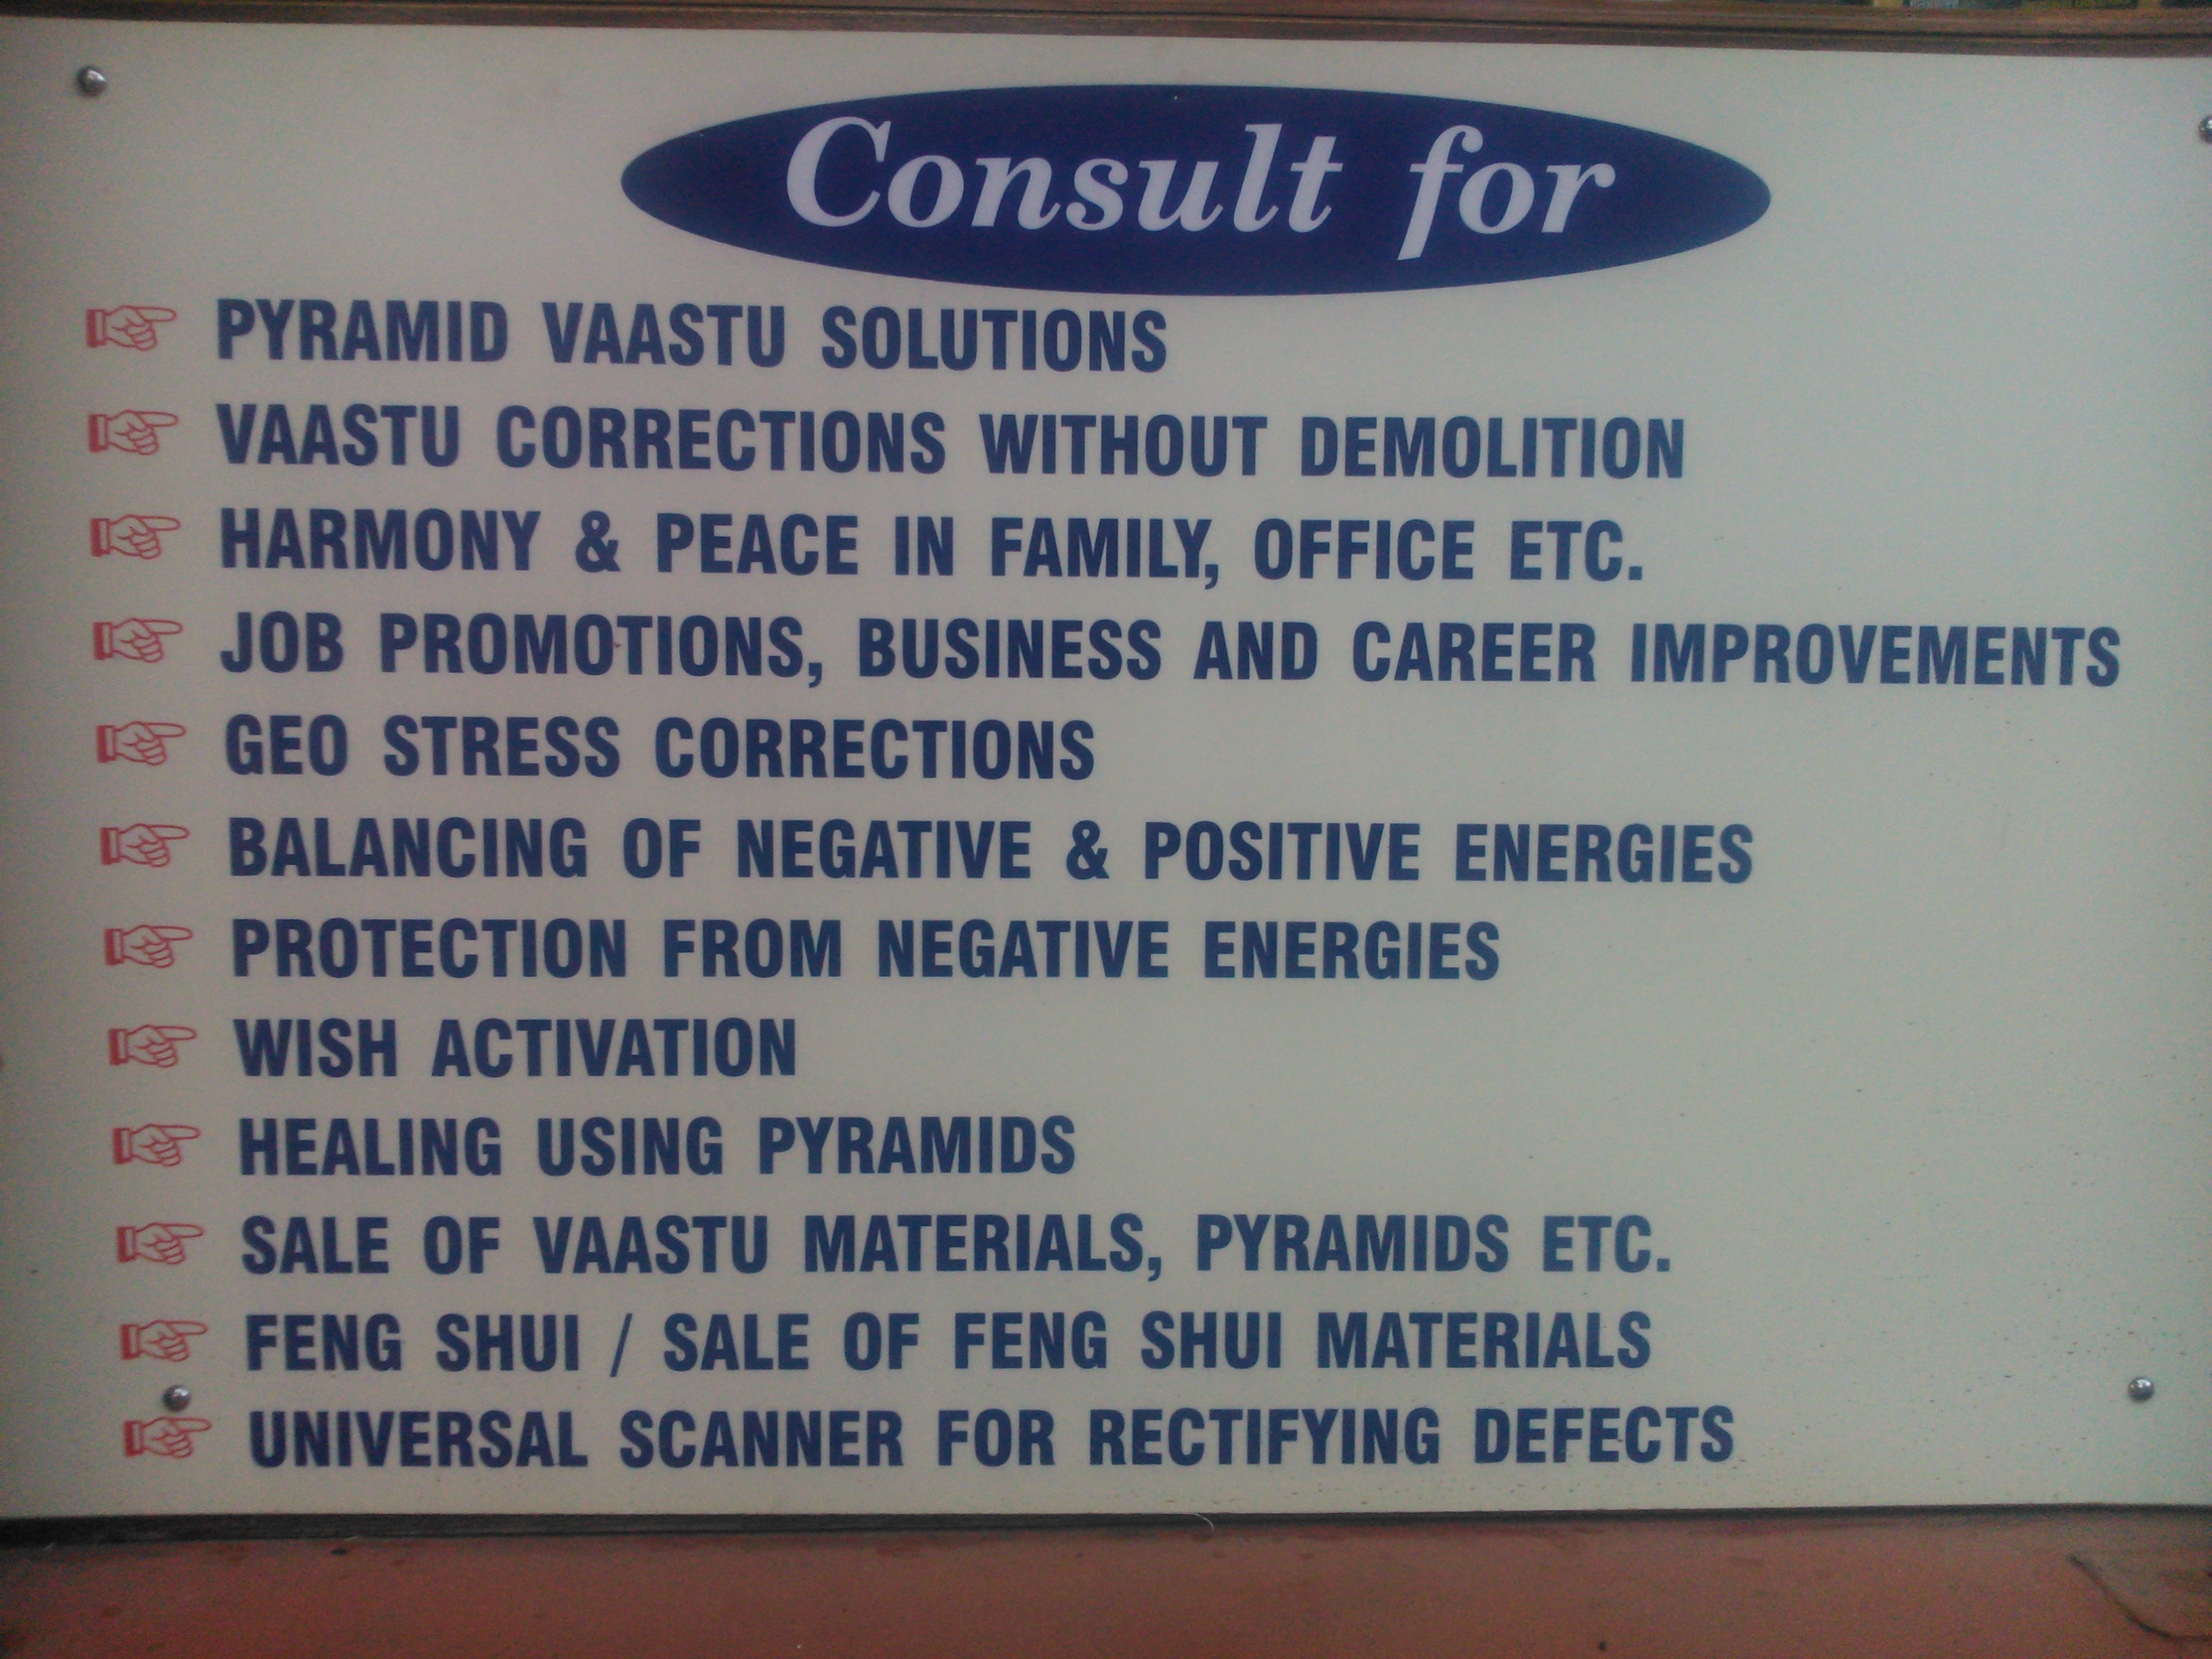 Consult for
PYRAMID VAASTU SOLUTIONS
VAASTU CORRECTIONS WITHOUT DEMOLITION
HARMONY & PEACE IN FAMILY, OFFICE ETC.
JOB PROMOTIONS, BUSINESS AND CAREER IMPROVEMENTS
GEO STRESS CORRECTIONS
BALANCING OF NEGATIVE & POSITIVE ENERGIES
PROTECTION FROM NEGATIVE ENERGIES
WISH ACTIVATION
HEALING USING PYRAMIDS
SALE OF VAASTU MATERIALS, PYRAMIDS ETC.
FENG SHUI / SALE OF FENG SHUI MATERIALS
UNIVERSAL SCANNER FOR RECTIFYING DEFECTS